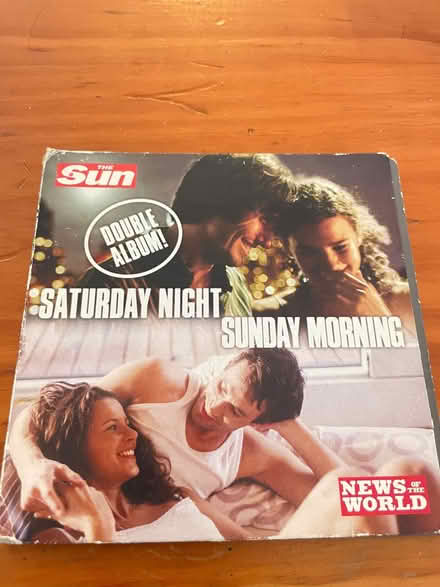 THE
Sun
DOUBLE
ALBUM!
SATURDAY NIGHT
SUNDAY MORNING
NEWS OF THE
WORLD